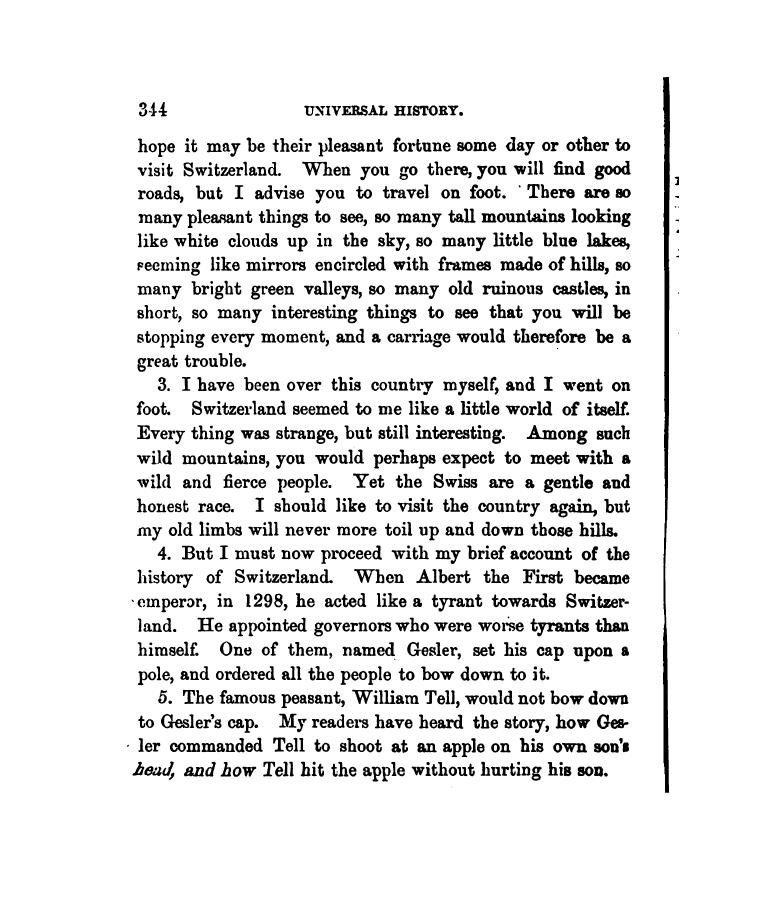 344 UNIVERSAL HISTORY.
hope it may be their pleasant fortune some day or other to
visit Switzerland. When you go there, you will find good
roads, but I advise you to travel on foot. There are so
many pleasant things to see, so many tall mountains looking
like white clouds up in the sky, so many little blue lakes,
seeming like mirrors encircled with frames made of hills, so
many bright green valleys, so many old ruinous castles, in
short, so many interesting things to see that you will be
stopping every moment, and a carriage would therefore be a
great trouble.
3. I have been over this country myself, and I went on
foot. Switzerland seemed to me like a little world of itself.
Every thing was strange, but still interesting. Among such
wild mountains, you would perhaps expect to meet with a
wild and fierce people. Yet the Swiss are a gentle and
honest race. I should like to visit the country again, but
my old limbs will never more toil up and down those hills.
4. But I must now proceed with my brief account of the
history of Switzerland. When Albert the First became
emperor, in 1298, he acted like a tyrant towards Switzer-
land. He appointed governors who were worse tyrants than
himself. One of them, named Gesler, set his cap upon a
pole, and ordered all the people to bow down to it.
5. The famous peasant, William Tell, would not bow down
to Gesler's cap. My readers have heard the story, how Ges-
ler commanded Tell to shoot at an apple on his own son's
head, and how Tell hit the apple without hurting his son.